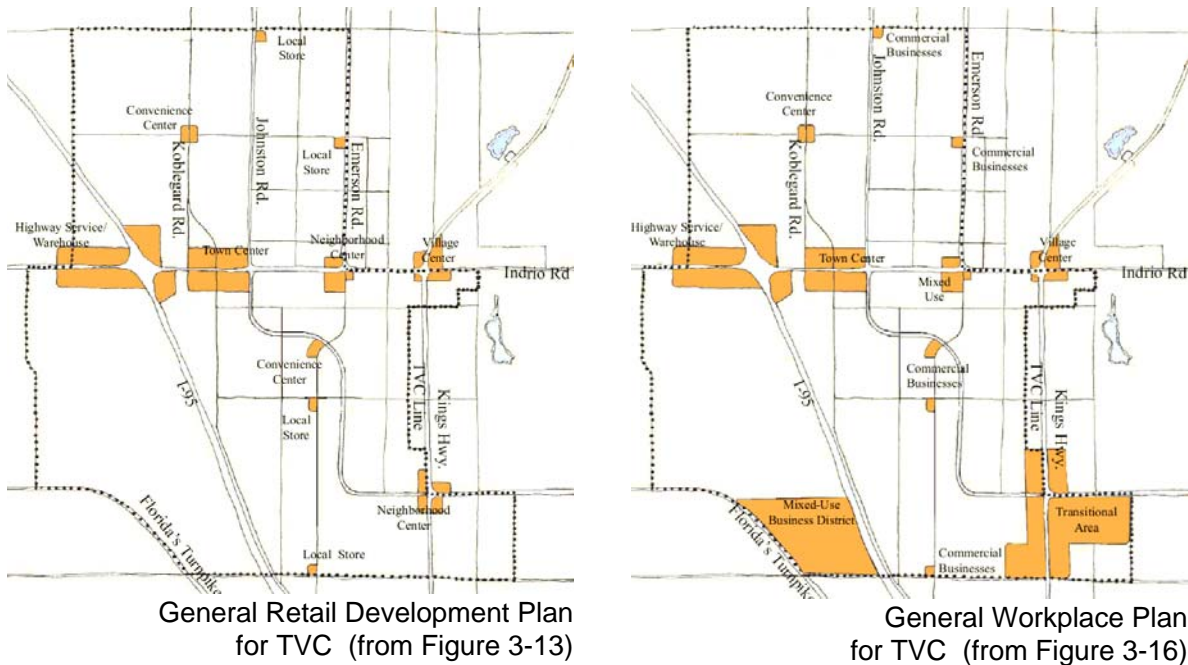 Local
Store
Convenience
Center
Koblegard Rd.
Johnston Rd.
Local
Store
Emerson Rd.
Highway Service/
Warehouse
Town Center
Neighborhood
Center
Village
Center
Indrio Rd
I-95
Convenience
Center
Local
Store
TVC Line
Kings Hwy.
Neighborhood
Center
Florida's Turnpike
Local Store
General Retail Development Plan
for TVC (from Figure 3-13)
Commercial
Businesses
Convenience
Center
Koblegard Rd.
Johnston Rd.
Emerson Rd.
Commercial
Businesses
Highway Service/
Warehouse
Town Center
Mixed
Use
Village
Center
Indrio Rd
I-95
Commercial
Businesses
TVC Line
Kings Hwy.
Mixed-Use
Business District
Florida's Turnpike
Transitional
Area
Commercial
Businesses
General Workplace Plan
for TVC (from Figure 3-16)